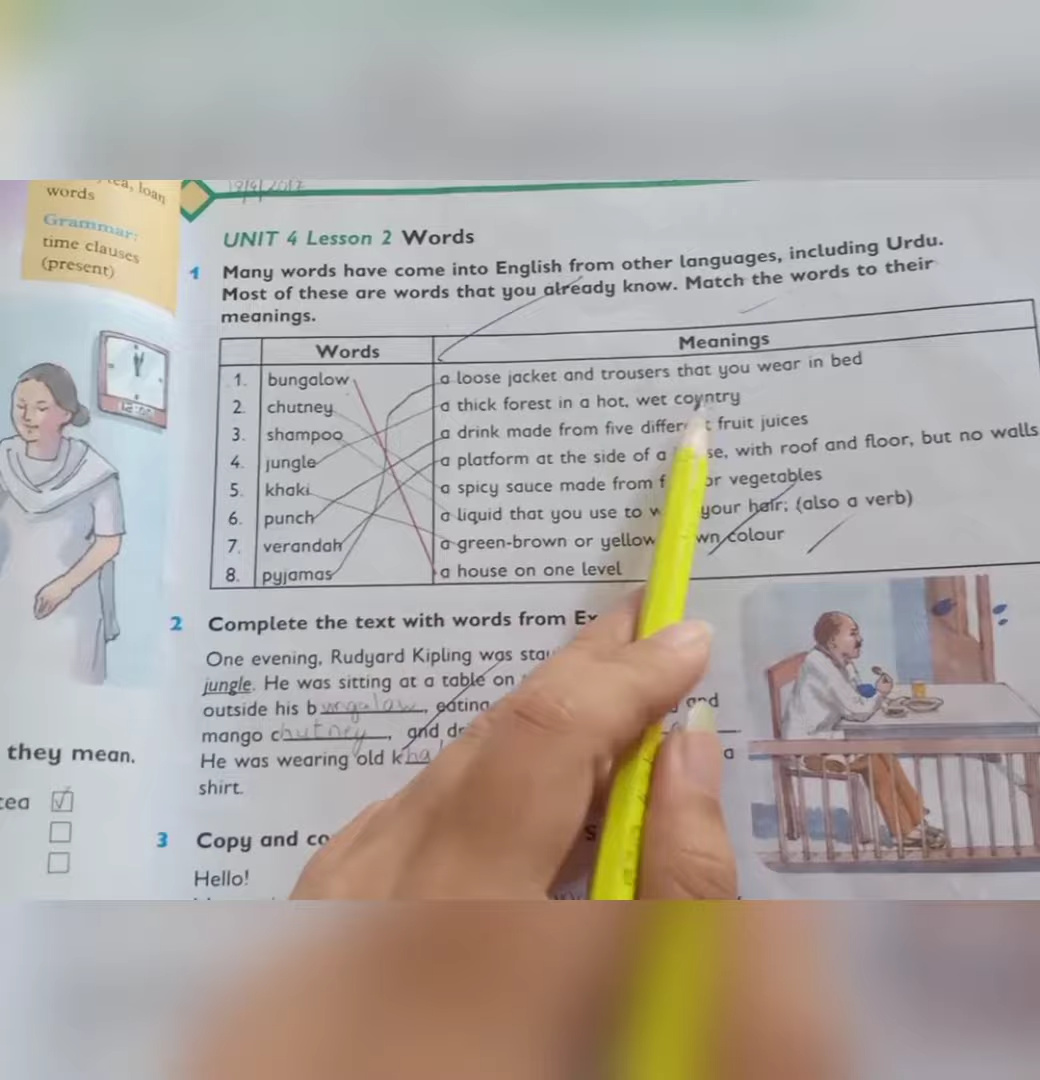 tea, loan
words
Grammar:
time clauses
(present)
19/4/2017
UNIT 4 Lesson 2 Words
1 Many words have come into English from other languages, including Urdu.
Most of these are words that you already know. Match the words to their
meanings.
Words Meanings
1. bungalow a loose jacket and trousers that you wear in bed
2. chutney a thick forest in a hot, wet country
3. shampoo a drink made from five different fruit juices
4. jungle a platform at the side of a se, with roof and floor, but no walls
5. khaki a spicy sauce made from f or vegetables
6. punch a liquid that you use to w your hair; (also a verb)
7. verandah a green-brown or yellow wn colour
8. pyjamas a house on one level
2 Complete the text with words from Ex
One evening, Rudyard Kipling was sta
jungle. He was sitting at a table on
outside his bungalow, eating and
mango chutney, and dr
He was wearing old kha a
shirt.
they mean.
tea ✓
3 Copy and co
Hello!